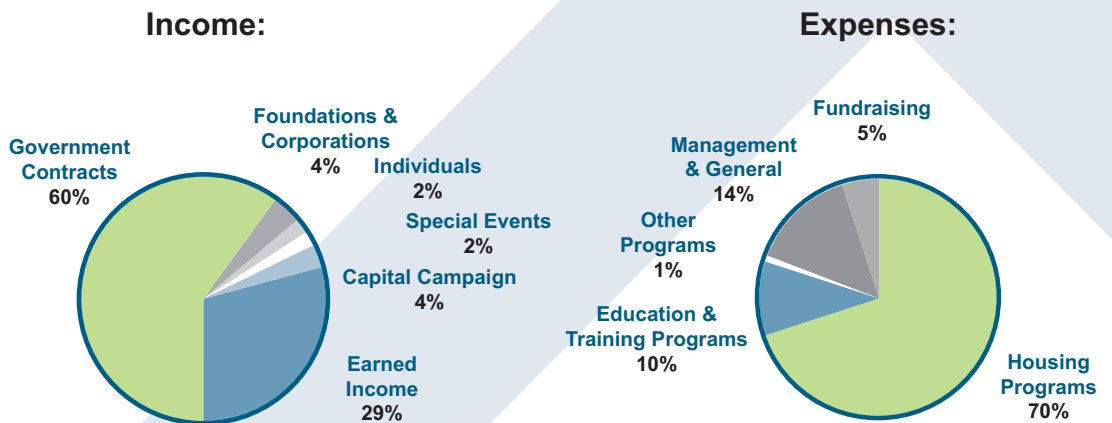 Income:
Government
Contracts
60%
Foundations &
Corporations
4%
Individuals
2%
Special Events
2%
Capital Campaign
4%
Earned
Income
29%
Expenses:
Fundraising
5%
Management
& General
14%
Other
Programs
1%
Education &
Training Programs
10%
Housing
Programs
70%